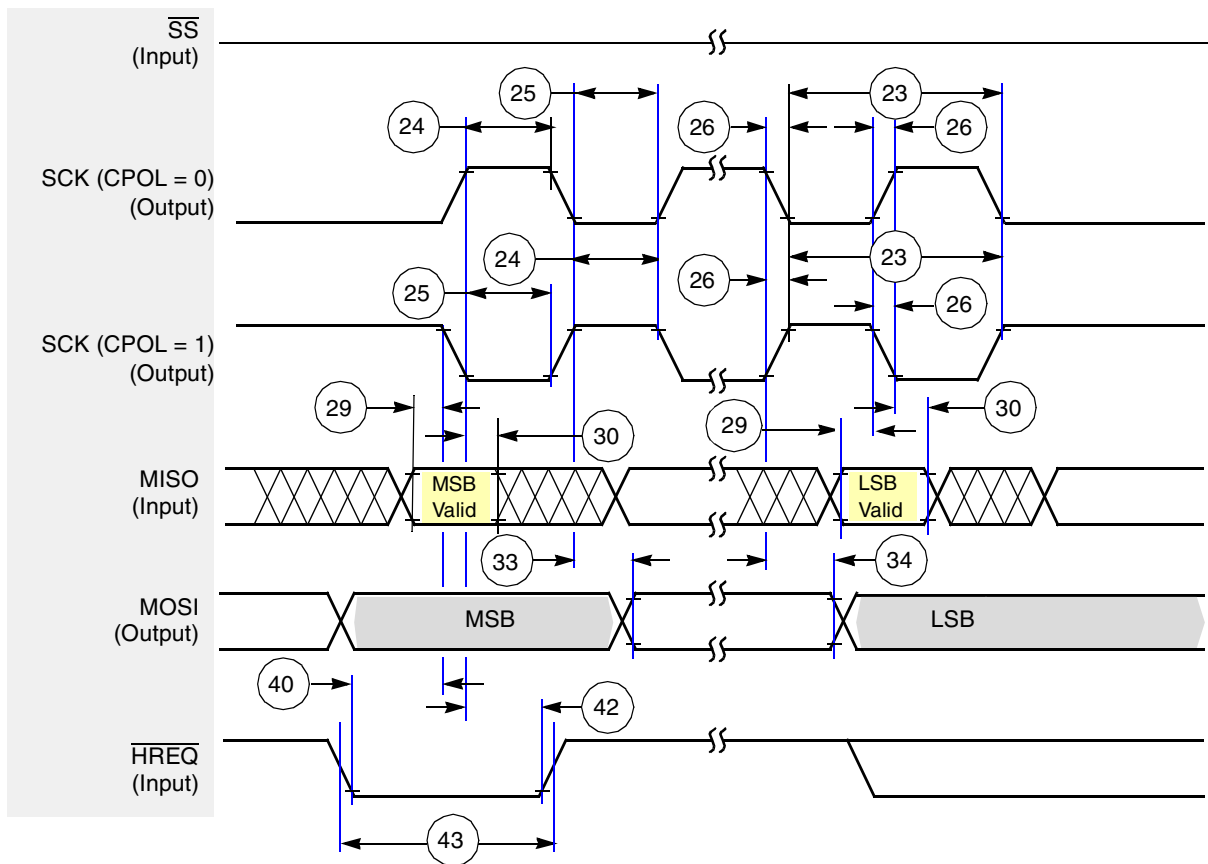 SS
(Input)
25
23
24
26
26
SCK (CPOL = 0)
(Output)
24
23
26
25
26
SCK (CPOL = 1)
(Output)
29
30
29
30
MISO
(Input)
MSB
Valid
LSB
Valid
33
34
MOSI
(Output)
MSB
LSB
40
42
HREQ
(Input)
43